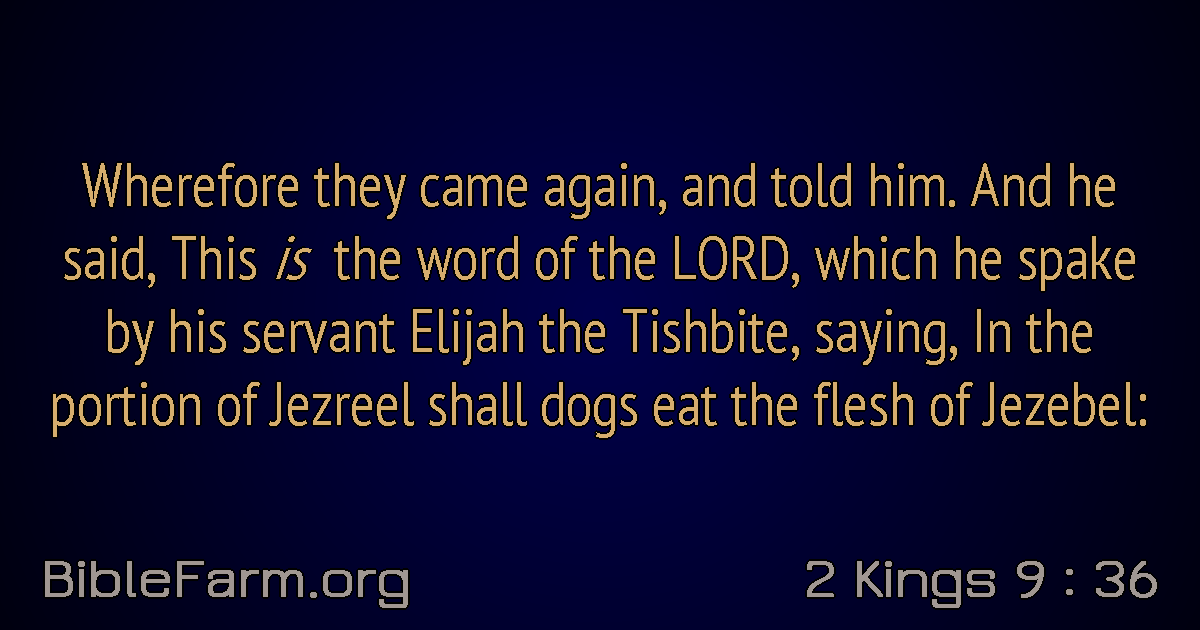 Wherefore they came again, and told him. And he
said, This is the word of the LORD, which he spake
by his servant Elijah the Tishbite, saying, In the
portion of Jezreel shall dogs eat the flesh of Jezebel:
BibleFarm.org
2 Kings 9 : 36